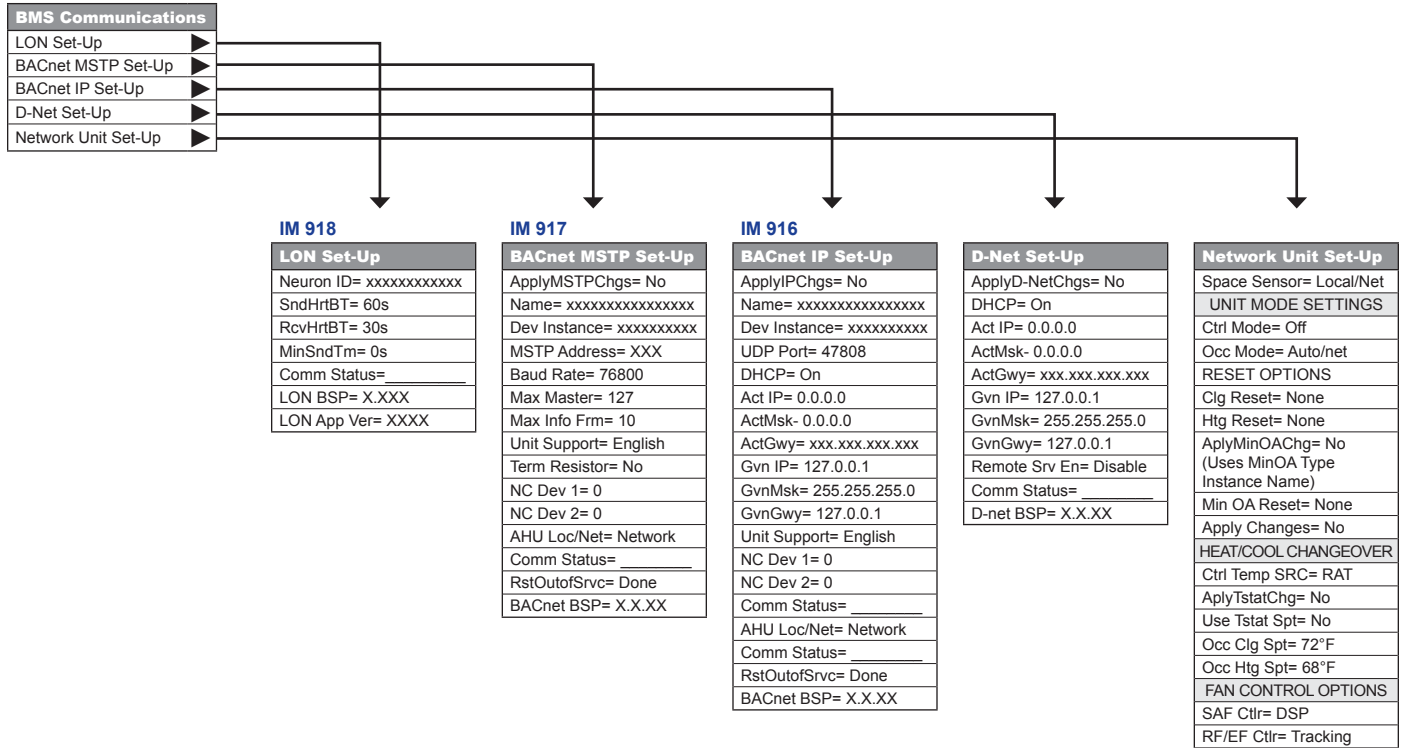 BMS Communications
LON Set-Up
BACnet MSTP Set-Up
BACnet IP Set-Up
D-Net Set-Up
Network Unit Set-Up
IM 918
LON Set-Up
Neuron ID= xxxxxxxxxxxx
SndHrtBT= 60s
RcvHrtBT= 30s
MinSndTm= 0s
Comm Status=_________
LON BSP= X.XXX
LON App Ver= XXXX
IM 917
BACnet MSTP Set-Up
ApplyMSTPChgs= No
Name= xxxxxxxxxxxxxxxx
Dev Instance= xxxxxxxxxx
MSTP Address= XXX
Baud Rate= 76800
Max Master= 127
Max Info Frm= 10
Unit Support= English
Term Resistor= No
NC Dev 1= 0
NC Dev 2= 0
AHU Loc/Net= Network
Comm Status= ________
RstOutofSrvc= Done
BACnet BSP= X.X.XX
IM 916
BACnet IP Set-Up
ApplyIPChgs= No
Name= xxxxxxxxxxxxxxxx
Dev Instance= xxxxxxxxxx
UDP Port= 47808
DHCP= On
Act IP= 0.0.0.0
ActMsk- 0.0.0.0
ActGwy= xxx.xxx.xxx.xxx
Gvn IP= 127.0.0.1
GvnMsk= 255.255.255.0
GvnGwy= 127.0.0.1
Unit Support= English
NC Dev 1= 0
NC Dev 2= 0
Comm Status= ________
AHU Loc/Net= Network
Comm Status= ________
RstOutofSrvc= Done
BACnet BSP= X.X.XX
D-Net Set-Up
ApplyD-NetChgs= No
DHCP= On
Act IP= 0.0.0.0
ActMsk- 0.0.0.0
ActGwy= xxx.xxx.xxx.xxx
Gvn IP= 127.0.0.1
GvnMsk= 255.255.255.0
GvnGwy= 127.0.0.1
Remote Srv En= Disable
Comm Status= ________
D-net BSP= X.X.XX
Network Unit Set-Up
Space Sensor= Local/Net
UNIT MODE SETTINGS
Ctrl Mode= Off
Occ Mode= Auto/net
RESET OPTIONS
Clg Reset= None
Htg Reset= None
AplyMinOAChg= No
(Uses MinOA Type
Instance Name)
Min OA Reset= None
Apply Changes= No
HEAT/COOL CHANGEOVER
Ctrl Temp SRC= RAT
AplyTstatChg= No
Use Tstat Spt= No
Occ Clg Spt= 72°F
Occ Htg Spt= 68°F
FAN CONTROL OPTIONS
SAF Ctlr= DSP
RF/EF Ctlr= Tracking